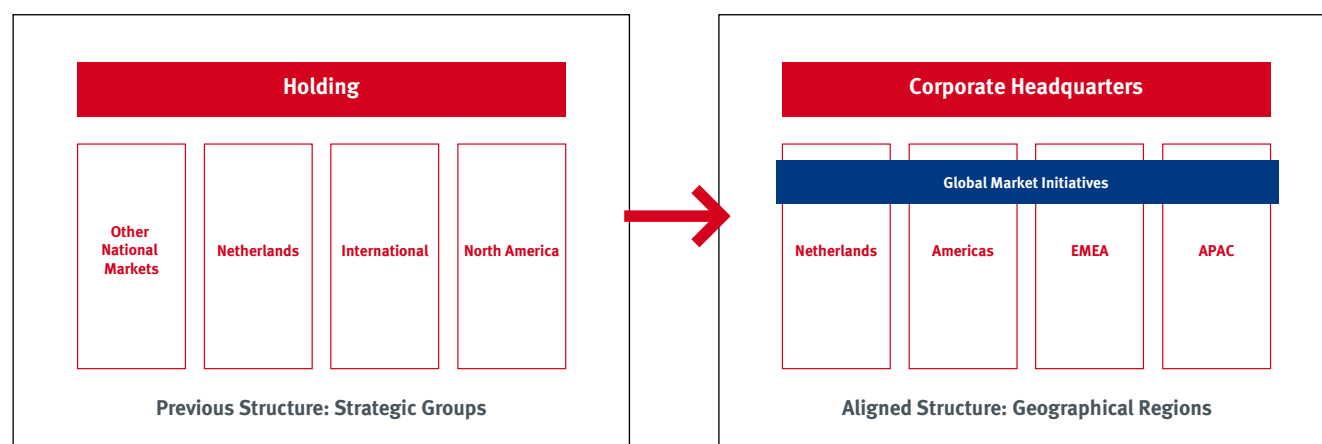 Holding
Other
National
Markets
Netherlands
International
North America
Previous Structure: Strategic Groups
Corporate Headquarters
Global Market Initiatives
Netherlands
Americas
EMEA
APAC
Aligned Structure: Geographical Regions